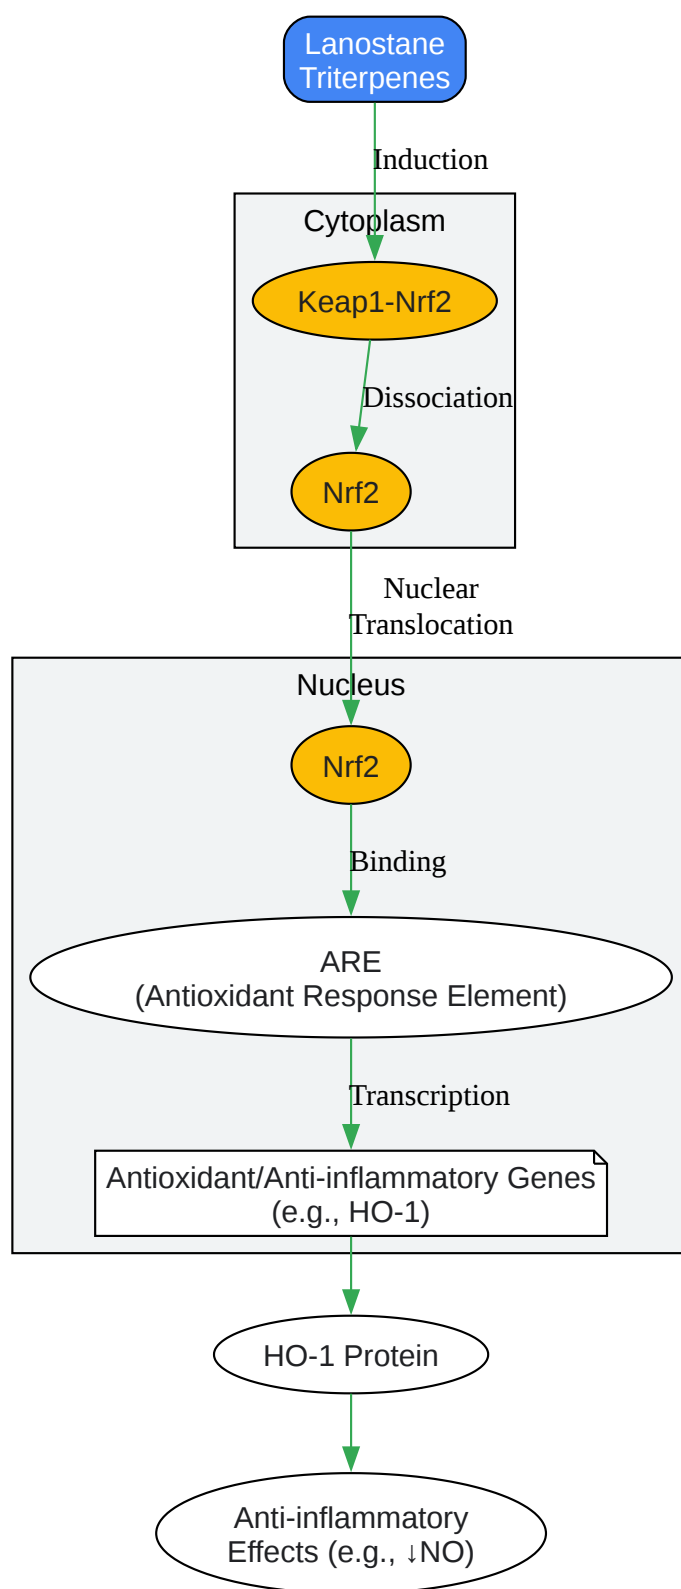 Lanostane
Triterpenes
Induction
Cytoplasm
Keap1-Nrf2
Dissociation
Nrf2
Nuclear
Translocation
Nucleus
Nrf2
Binding
ARE
(Antioxidant Response Element)
Transcription
Antioxidant/Anti-inflammatory Genes
(e.g., HO-1)
HO-1 Protein
Anti-inflammatory
Effects (e.g., ↓NO)